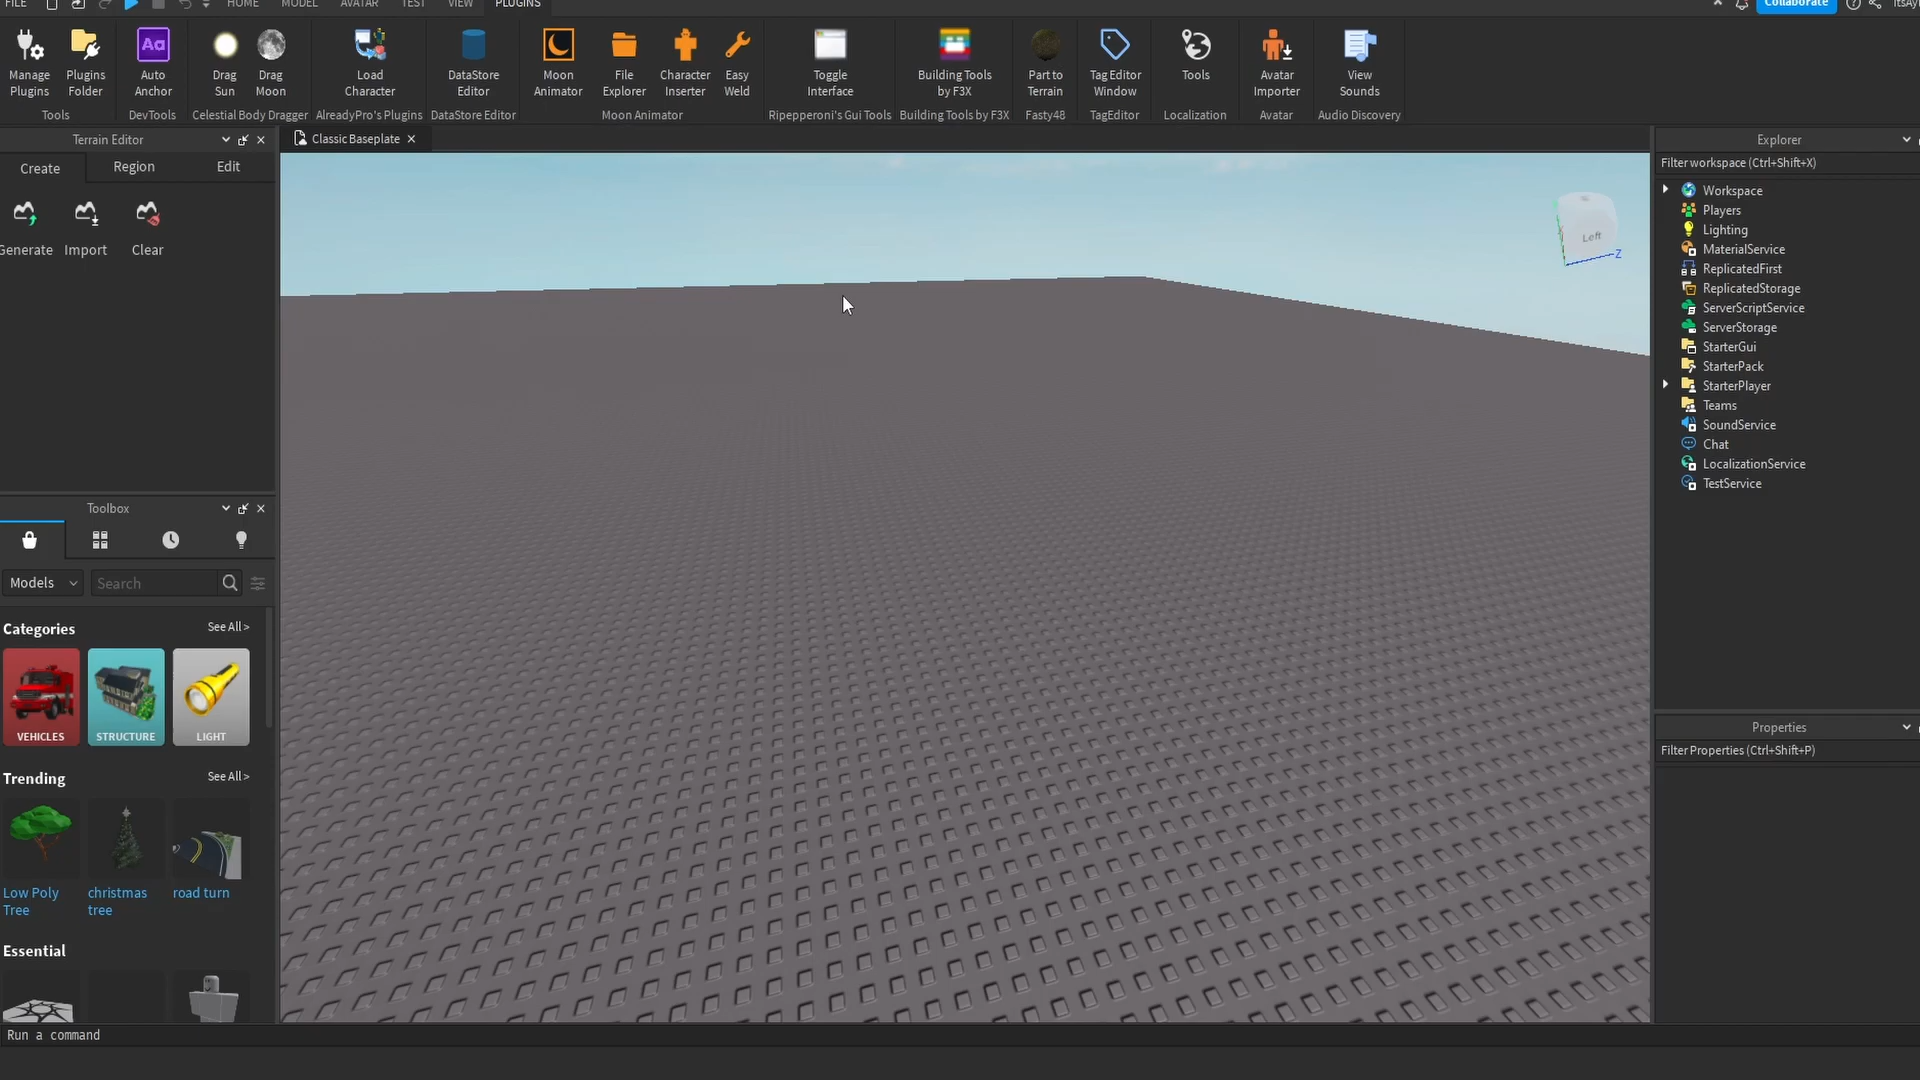 FILE HOME MODEL AVATAR TEST VIEW PLUGINS Collaborate
Manage Plugins
Plugins Folder
Auto Anchor
Drag Sun
Drag Moon
Load Character
DataStore Editor
Moon Animator
File Explorer
Character Inserter
Easy Weld
Toggle Interface
Building Tools by F3X
Part to Terrain
Tag Editor Window
Tools
Avatar Importer
View Sounds
Tools DevTools Celestial Body Dragger AlreadyPro's Plugins DataStore Editor Moon Animator Ripepperoni's Gui Tools Building Tools by F3X Fasty48 TagEditor Localization Avatar Audio Discovery
Terrain Editor
Create Region Edit
Generate Import Clear
Classic Baseplate
Left
Z
Explorer
Filter workspace (Ctrl+Shift+X)
Workspace
Players
Lighting
MaterialService
ReplicatedFirst
ReplicatedStorage
ServerScriptService
ServerStorage
StarterGui
StarterPack
StarterPlayer
Teams
SoundService
Chat
LocalizationService
TestService
Toolbox
Models Search
Categories See All >
VEHICLES STRUCTURE LIGHT
Trending See All >
Low Poly Tree
christmas tree
road turn
Essential
Properties
Filter Properties (Ctrl+Shift+P)
Run a command